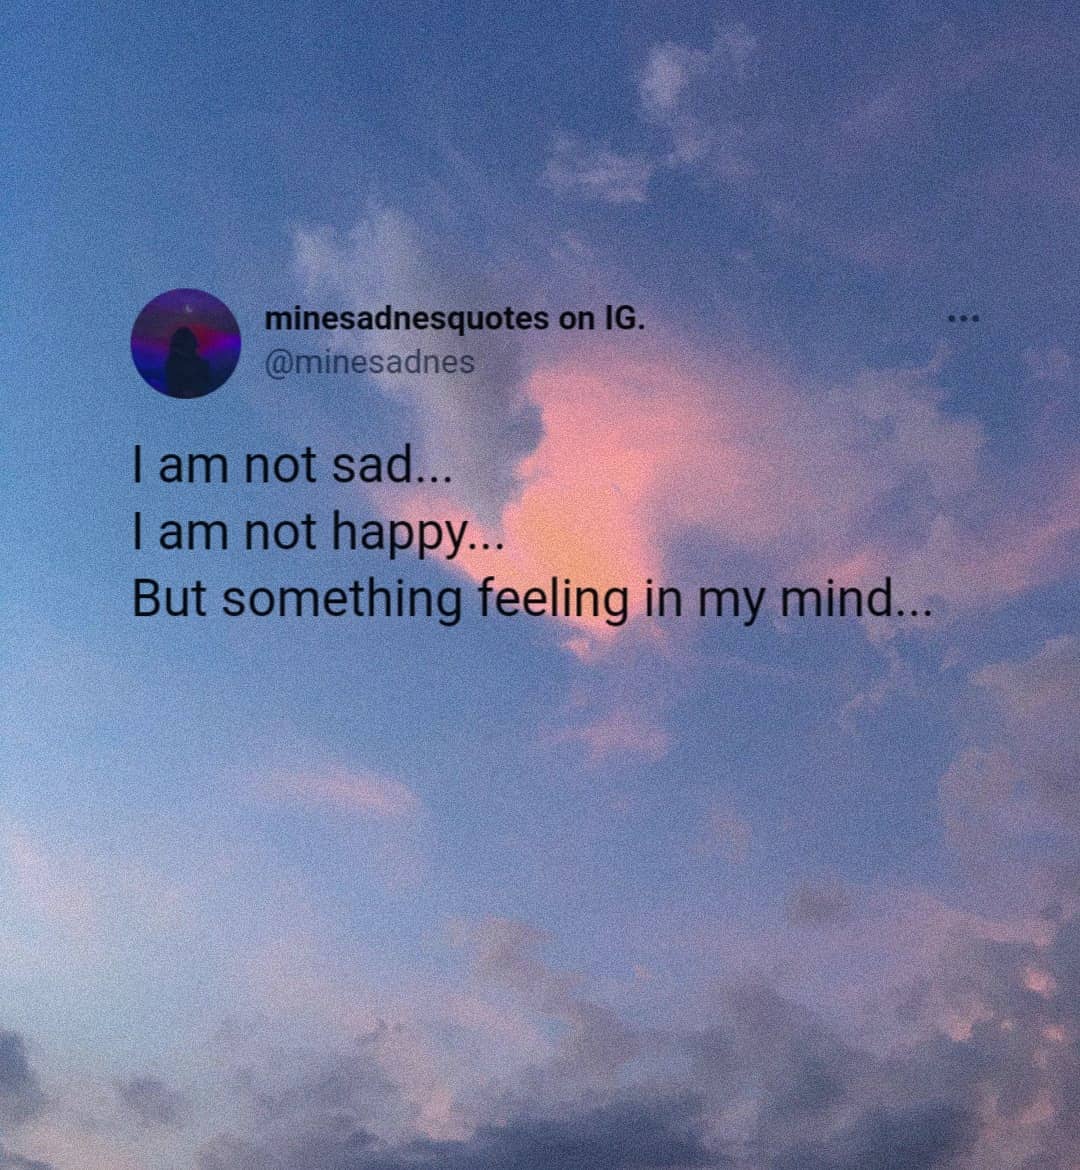 minesadnesquotes on IG.
@minesadnes
I am not sad...
I am not happy...
But something feeling in my mind...